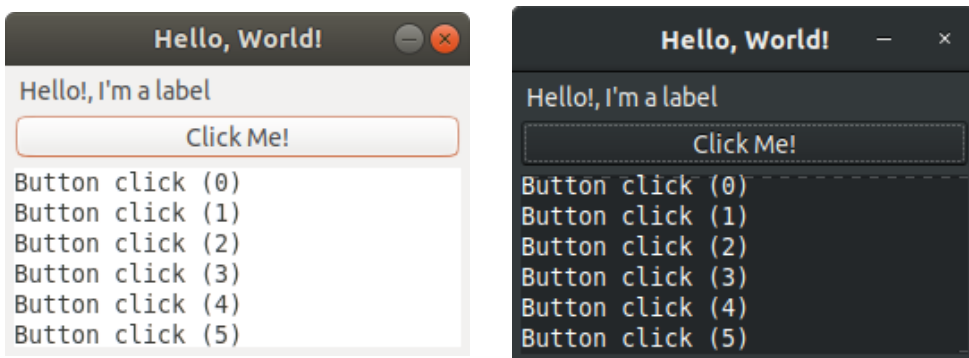 Hello, World!
Hello!, I'm a label
Click Me!
Button click (0)
Button click (1)
Button click (2)
Button click (3)
Button click (4)
Button click (5)
Hello, World!
Hello!, I'm a label
Click Me!
Button click (0)
Button click (1)
Button click (2)
Button click (3)
Button click (4)
Button click (5)